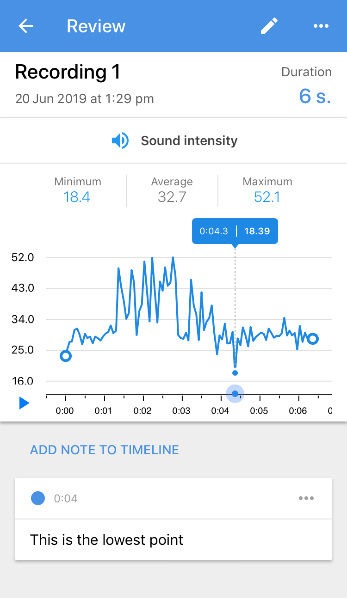 Review
Recording 1
Duration
20 Jun 2019 at 1:29 pm
6 s.
Sound intensity
Minimum Average Maximum
18.4 32.7 52.1
0:04.3 18.39
52.0
43.0
34.0
25.0
16.0
0:00 0:01 0:02 0:03 0:04 0:05 0:06 0
ADD NOTE TO TIMELINE
0:04
This is the lowest point